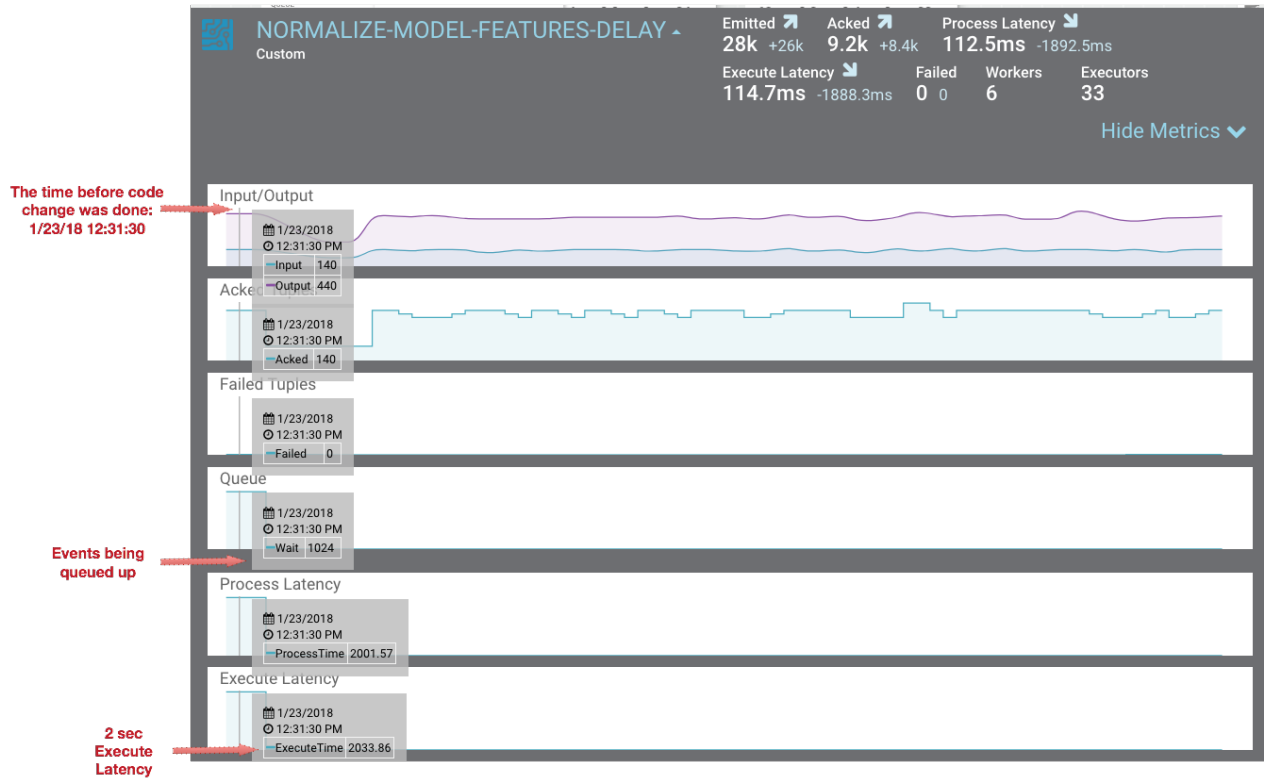 NORMALIZE-MODEL-FEATURES-DELAY
Custom
Emitted Acked Process Latency
28k +26k 9.2k +8.4k 112.5ms -1892.5ms
Execute Latency Failed Workers Executors
114.7ms -1888.3ms 0 0 6 33
Hide Metrics
The time before code
change was done:
1/23/18 12:31:30
Input/Output
1/23/2018
12:31:30 PM
Input 140
Output 440
Acked Tuples
1/23/2018
12:31:30 PM
Acked 140
Failed Tuples
1/23/2018
12:31:30 PM
Failed 0
Queue
1/23/2018
12:31:30 PM
Wait 1024
Events being
queued up
Process Latency
1/23/2018
12:31:30 PM
ProcessTime 2001.57
Execute Latency
1/23/2018
12:31:30 PM
ExecuteTime 2033.86
2 sec
Execute
Latency